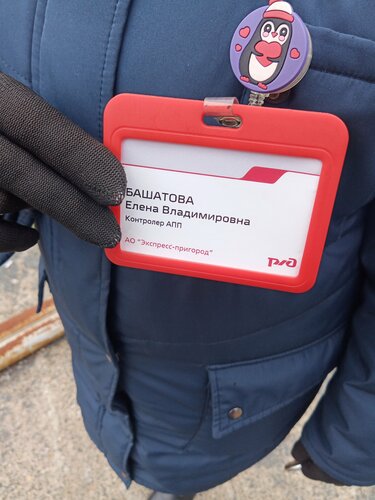 БАШАТОВА
Елена Владимировна
Контролер АПП
АО "Экспресс-пригород"
РЖД